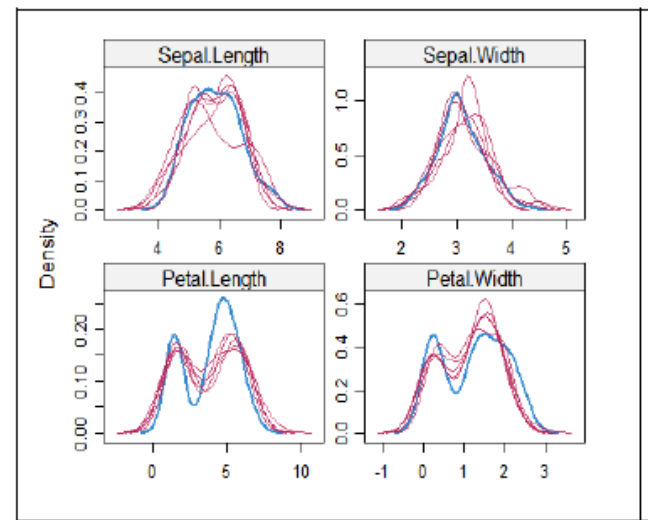 Sepal.Length
Sepal.Width
0.0 0.1 0.2 0.3 0.4
0.0 0.5 1.0
4 6 8
2 3 4 5
Density
Petal.Length
Petal.Width
0.00 0.10 0.20
0.0 0.2 0.4 0.6
0 5 10
-1 0 1 2 3